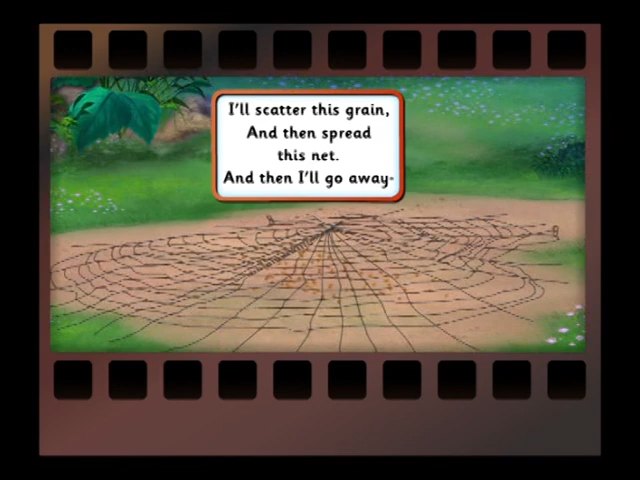 I'll scatter this grain,
And then spread
this net.
And then I'll go away-